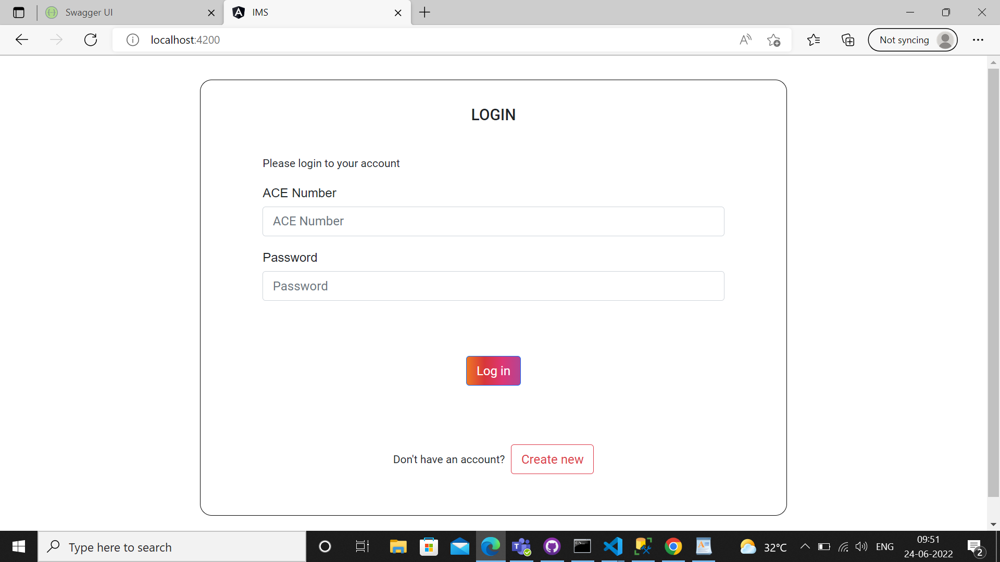 Swagger UI
IMS
localhost:4200
Not syncing
LOGIN
Please login to your account
ACE Number
ACE Number
Password
Password
Log in
Don't have an account? Create new
Type here to search
32°C
ENG
09:51
24-06-2022
2